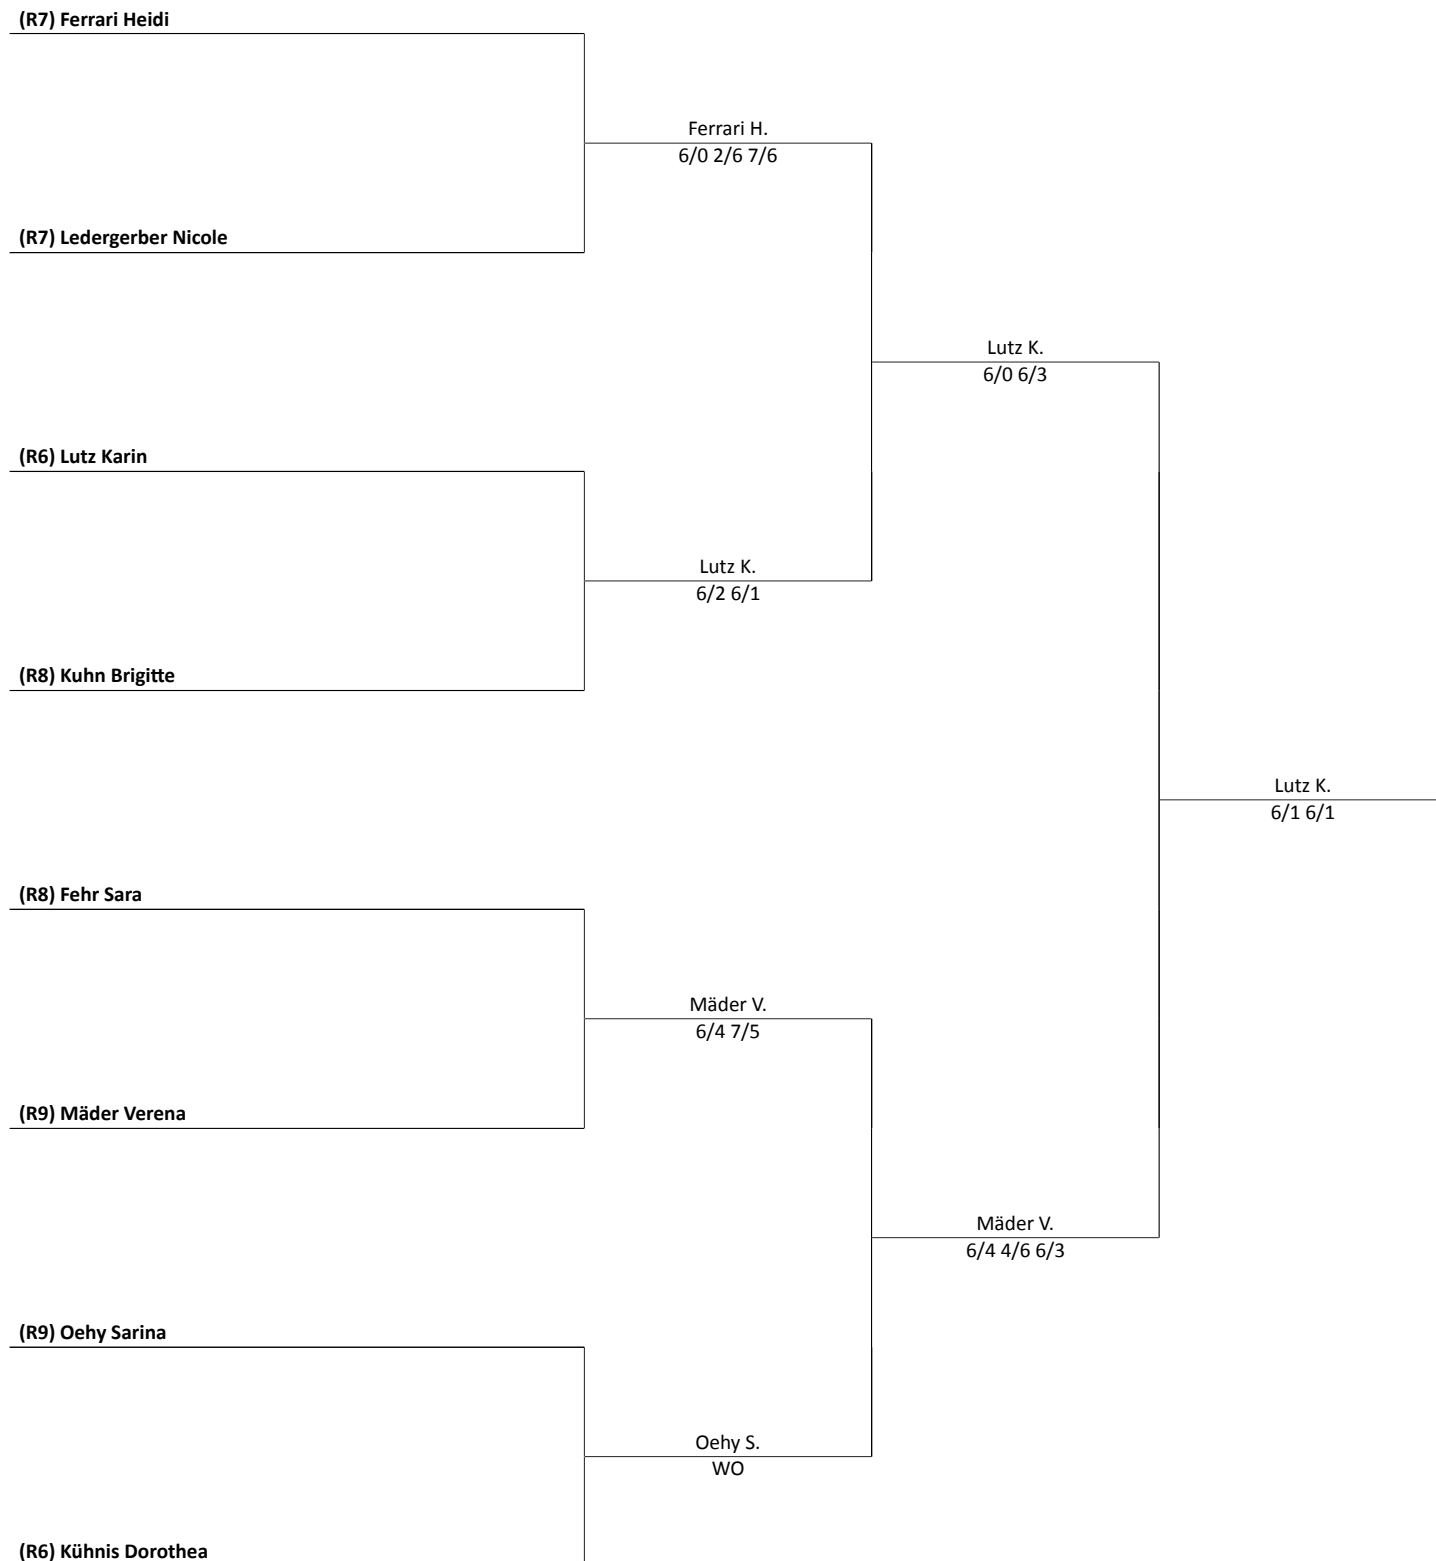 (R7) Ferrari Heidi
Ferrari H.
6/0 2/6 7/6
(R7) Ledergerber Nicole
Lutz K.
6/0 6/3
(R6) Lutz Karin
Lutz K.
6/2 6/1
(R8) Kuhn Brigitte
Lutz K.
6/1 6/1
(R8) Fehr Sara
Mäder V.
6/4 7/5
(R9) Mäder Verena
Mäder V.
6/4 4/6 6/3
(R9) Oehy Sarina
Oehy S.
WO
(R6) Kühnis Dorothea